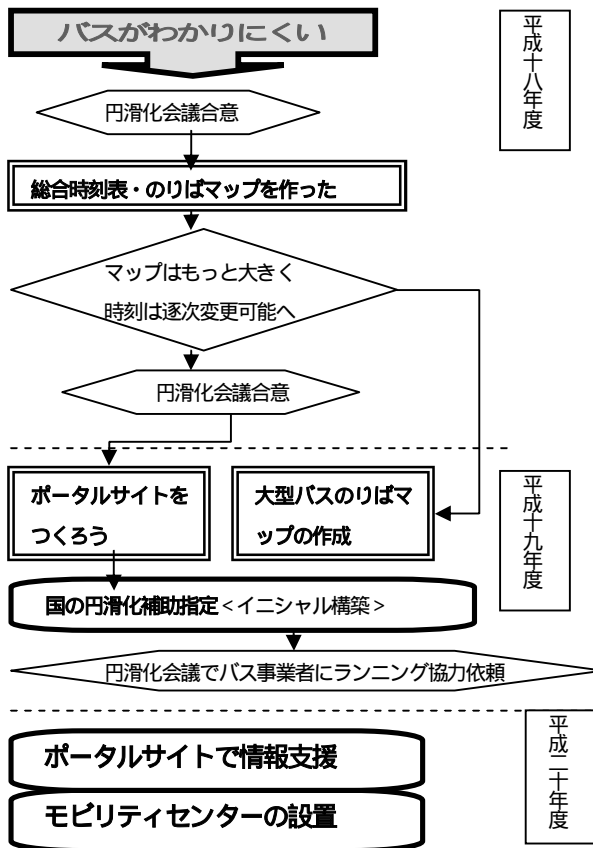 バスがわかりにくい
平成十八年度
円滑化会議合意
総合時刻表・のりばマップを作った
マップはもっと大きく
時刻は逐次変更可能へ
円滑化会議合意
ポータルサイトを
つくろう
大型バスのりばマ
ップの作成
平成十九年度
国の円滑化補助指定<イニシャル構築>
円滑化会議でバス事業者にランニング協力依頼
平成二十年度
ポータルサイトで情報支援
モビリティセンターの設置